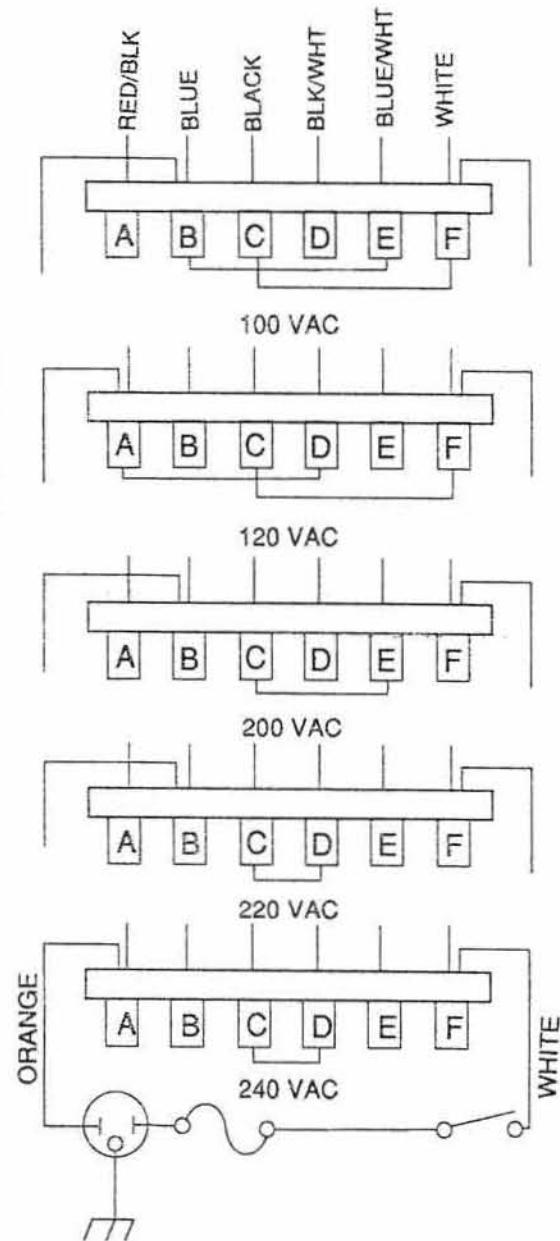 RED/BLK BLUE BLACK BLK/WHT BLUE/WHT WHITE
A B C D E F
100 VAC
A B C D E F
120 VAC
A B C D E F
200 VAC
A B C D E F
220 VAC
A B C D E F
240 VAC
ORANGE
WHITE